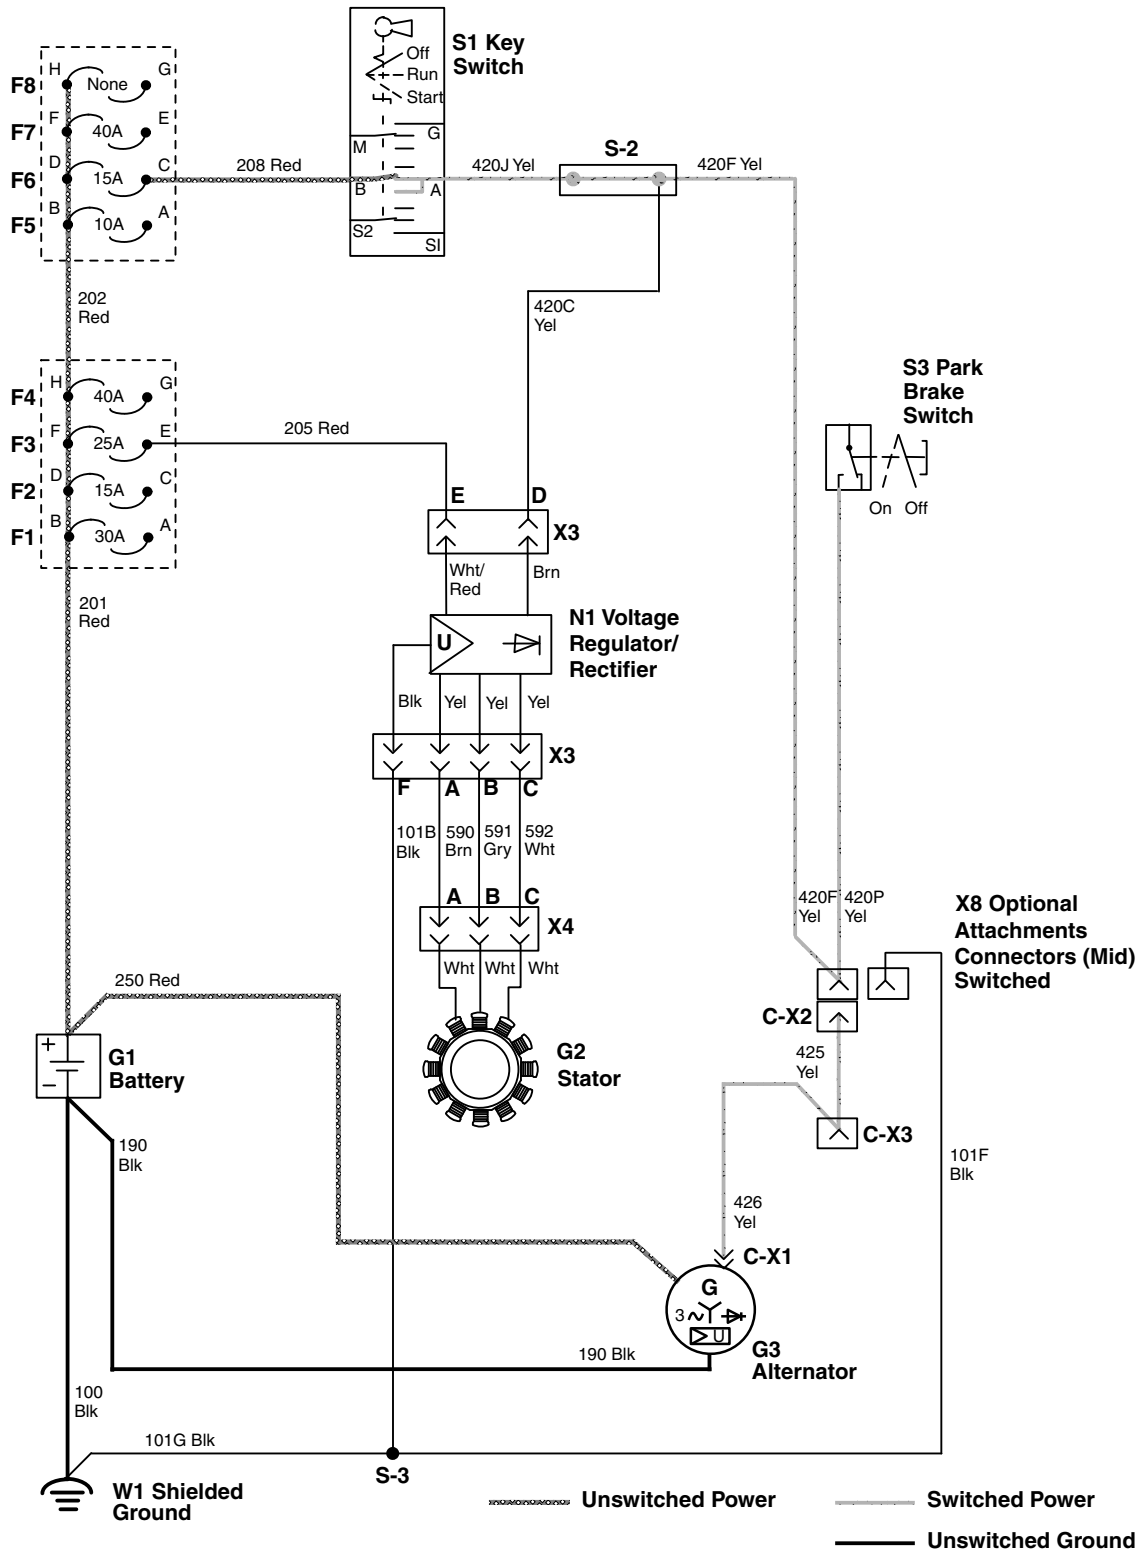 S1 Key
Switch
Off
Run
Start
M
G
B
A
S2
SI
H
G
F8
None
F
E
F7
40A
D
C
F6
15A
B
A
F5
10A
208 Red
420J Yel
S-2
420F Yel
202
Red
420C
Yel
H
G
F4
40A
F
E
F3
25A
D
C
F2
15A
B
A
F1
30A
205 Red
S3 Park
Brake
Switch
On
Off
E
D
X3
Wht/
Red
Brn
201
Red
N1 Voltage
Regulator/
Rectifier
U
Blk
Yel
Yel
Yel
X3
F
A
B
C
101B
Blk
590
Brn
591
Gry
592
Wht
A
B
C
X4
Wht
Wht
Wht
420F
Yel
420P
Yel
X8 Optional
Attachments
Connectors (Mid)
Switched
C-X2
250 Red
+
−
G1
Battery
G2
Stator
425
Yel
C-X3
190
Blk
101F
Blk
426
Yel
C-X1
G
3
U
G3
Alternator
190 Blk
100
Blk
101G Blk
S-3
W1 Shielded
Ground
Unswitched Power
Switched Power
Unswitched Ground